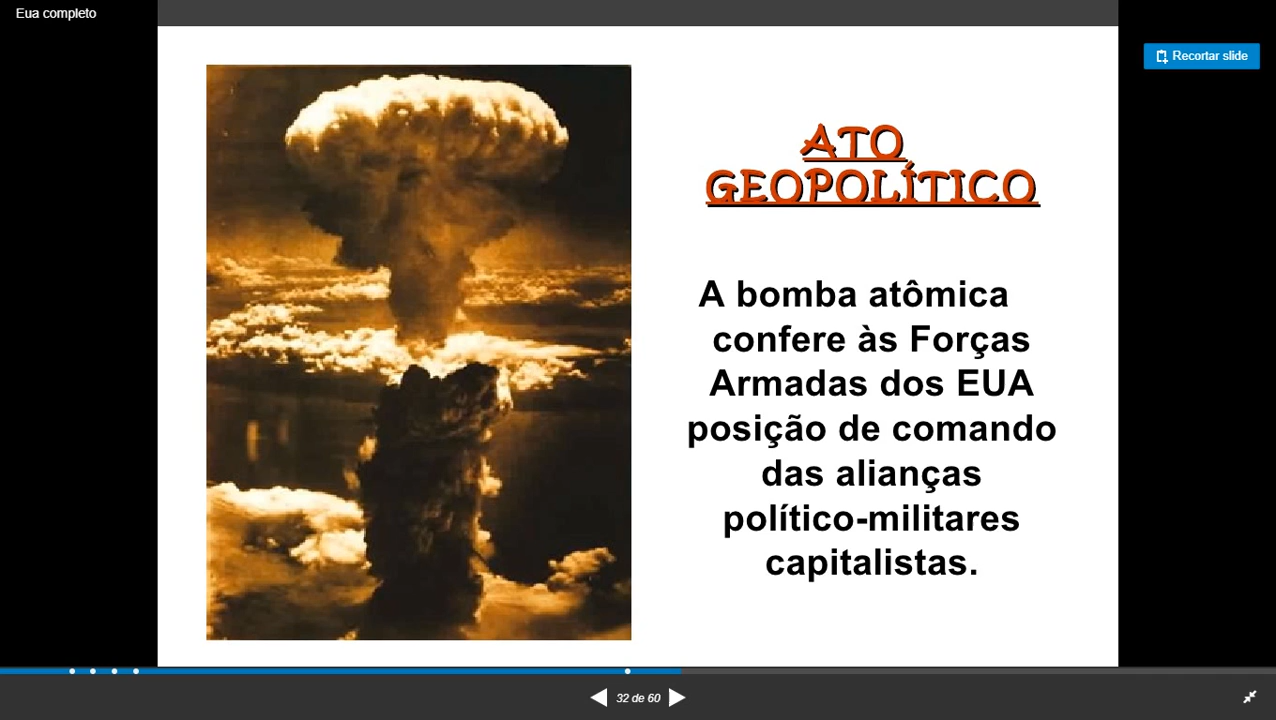 Eua completo
Recortar slide
ATO
GEOPOLÍTICO
A bomba atômica
confere às Forças
Armadas dos EUA
posição de comando
das alianças
político-militares
capitalistas.
32 de 60